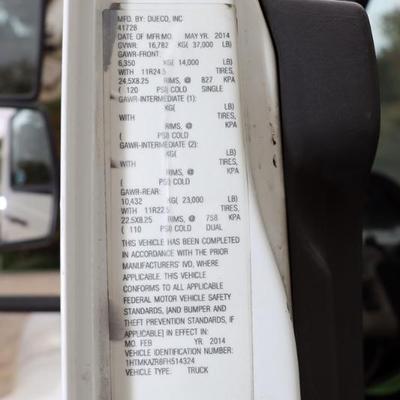 MFD. BY: DUECO, INC
41728
DATE OF MFR:MO. MAY YR. 2014
GVWR: 16,782 KG( 37,000 LB)
GAWR-FRONT:
6,350 KG( 14,000 LB)
WITH 11R24.5 TIRES,
24.5X8.25 RIMS, @ 827 KPA
( 120 PSI) COLD SINGLE
GAWR-INTERMEDIATE (1):
KG( LB)
WITH TIRES,
RIMS, @ KPA
( PSI) COLD
GAWR-INTERMEDIATE (2):
KG( LB)
WITH TIRES,
RIMS, @ KPA
( PSI) COLD
GAWR-REAR:
10,432 KG( 23,000 LB)
WITH 11R22.5 TIRES,
22.5X8.25 RIMS, @ 758 KPA
( 110 PSI) COLD DUAL
THIS VEHICLE HAS BEEN COMPLETED
IN ACCORDANCE WITH THE PRIOR
MANUFACTURERS' IVD, WHERE
APPLICABLE. THIS VEHICLE
CONFORMS TO ALL APPLICABLE
FEDERAL MOTOR VEHICLE SAFETY
STANDARDS, [AND BUMPER AND
THEFT PREVENTION STANDARDS, IF
APPLICABLE] IN EFFECT IN:
MO. FEB YR. 2014
VEHICLE IDENTIFICATION NUMBER:
1HTMKAZR8FH514324
VEHICLE TYPE: TRUCK